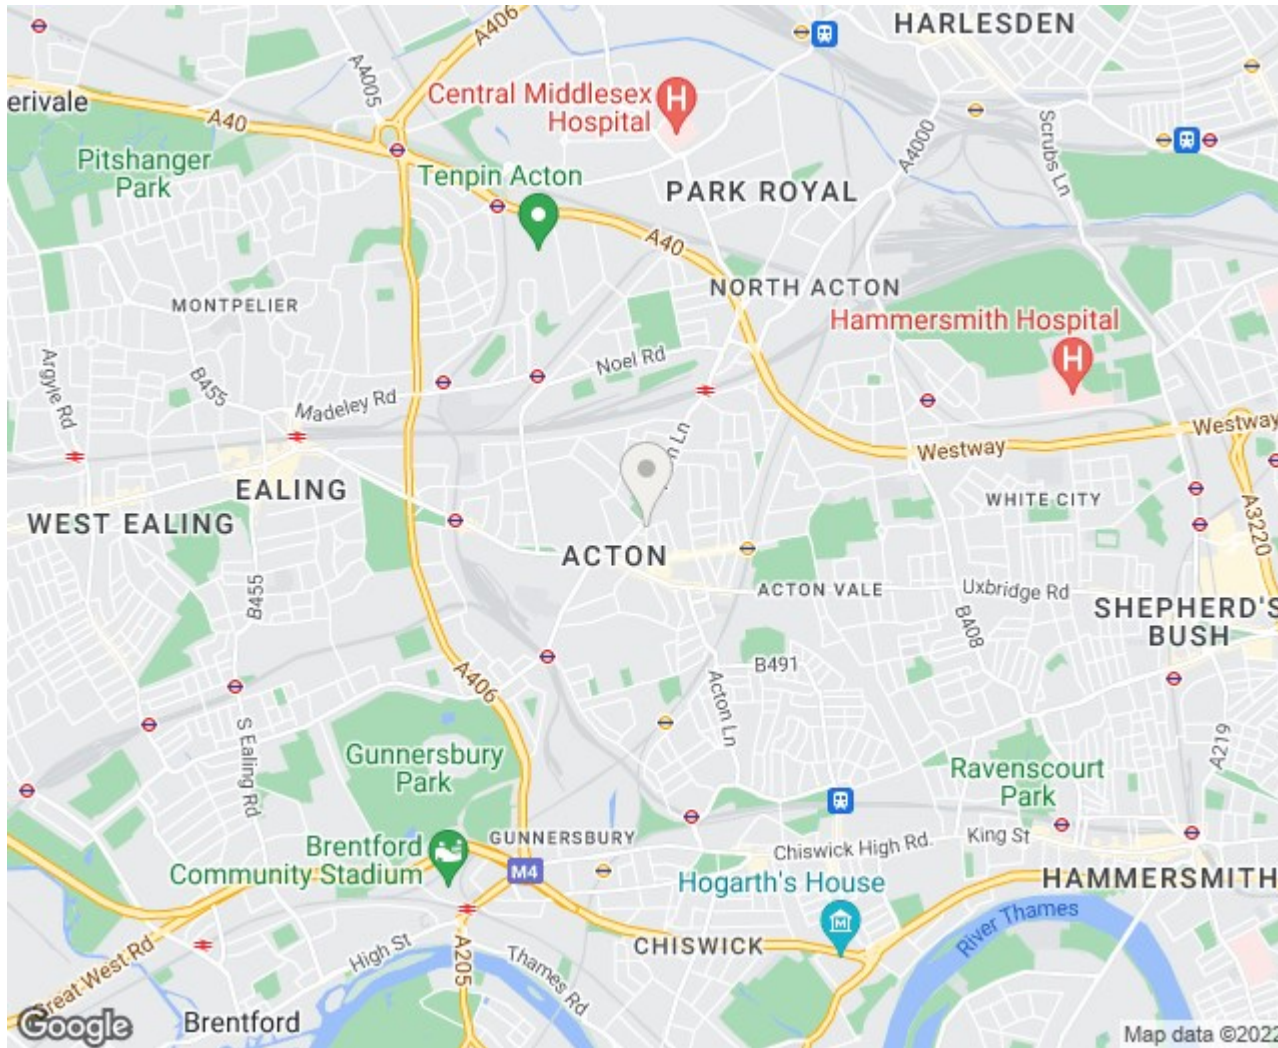 HARLESDEN
A406
A4005
Central Middlesex
Hospital
H
erivale
A40
A4000
Scrubs Ln
Pitshanger
Park
Tenpin Acton
PARK ROYAL
A40
NORTH ACTON
MONTPELIER
Hammersmith Hospital
H
Argyle Rd
B455
Noel Rd
Madeley Rd
Westway
Westway
EALING
WEST EALING
WHITE CITY
A3220
ACTON
B455
ACTON VALE
Uxbridge Rd
SHEPHERD'S
BUSH
B408
B491
A406
Acton Ln
S Ealing Rd
A219
Gunnersbury
Park
Ravenscourt
Park
GUNNERSBURY
King St
Brentford
Community Stadium
Chiswick High Rd.
M4
Hogarth's House
HAMMERSMITH
M
River Thames
CHISWICK
High St
A205
Thames Rd
Great West Rd
Brentford
Google
Map data ©2022